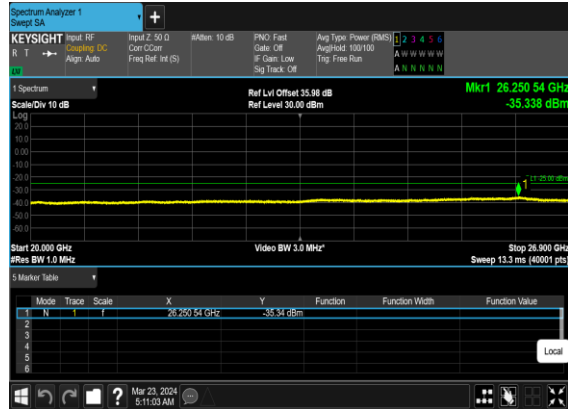 Spectrum Analyzer 1
Swept SA
KEYSIGHT
R T
Input: RF
Coupling: DC
Align: Auto
Input Z: 50 Ω
Corr CCorr
Freq Ref: Int (S)
#Atten: 10 dB
PNO: Fast
Gate: Off
IF Gain: Low
Sig Track: Off
Avg Type: Power (RMS)
Avg|Hold: 100/100
Trig: Free Run
1 2 3 4 5 6
A W W W W W
A N N N N N
1 Spectrum
Scale/Div 10 dB
Ref Lvl Offset 35.98 dB
Ref Level 30.00 dBm
Mkr1 26.250 54 GHz
-35.338 dBm
Log
20.0
10.0
0.00
-10.0
-20.0
-30.0
-40.0
-50.0
-60.0
L1 -25.00 dBm
1
Start 20.000 GHz
#Res BW 1.0 MHz
Video BW 3.0 MHz*
Stop 26.900 GHz
Sweep 13.3 ms (40001 pts)
5 Marker Table
Mode Trace Scale X Y Function Function Width Function Value
1 N 1 f 26.250 54 GHz -35.34 dBm
2
3
4
5
6
Local
?
Mar 23, 2024
5:11:03 AM